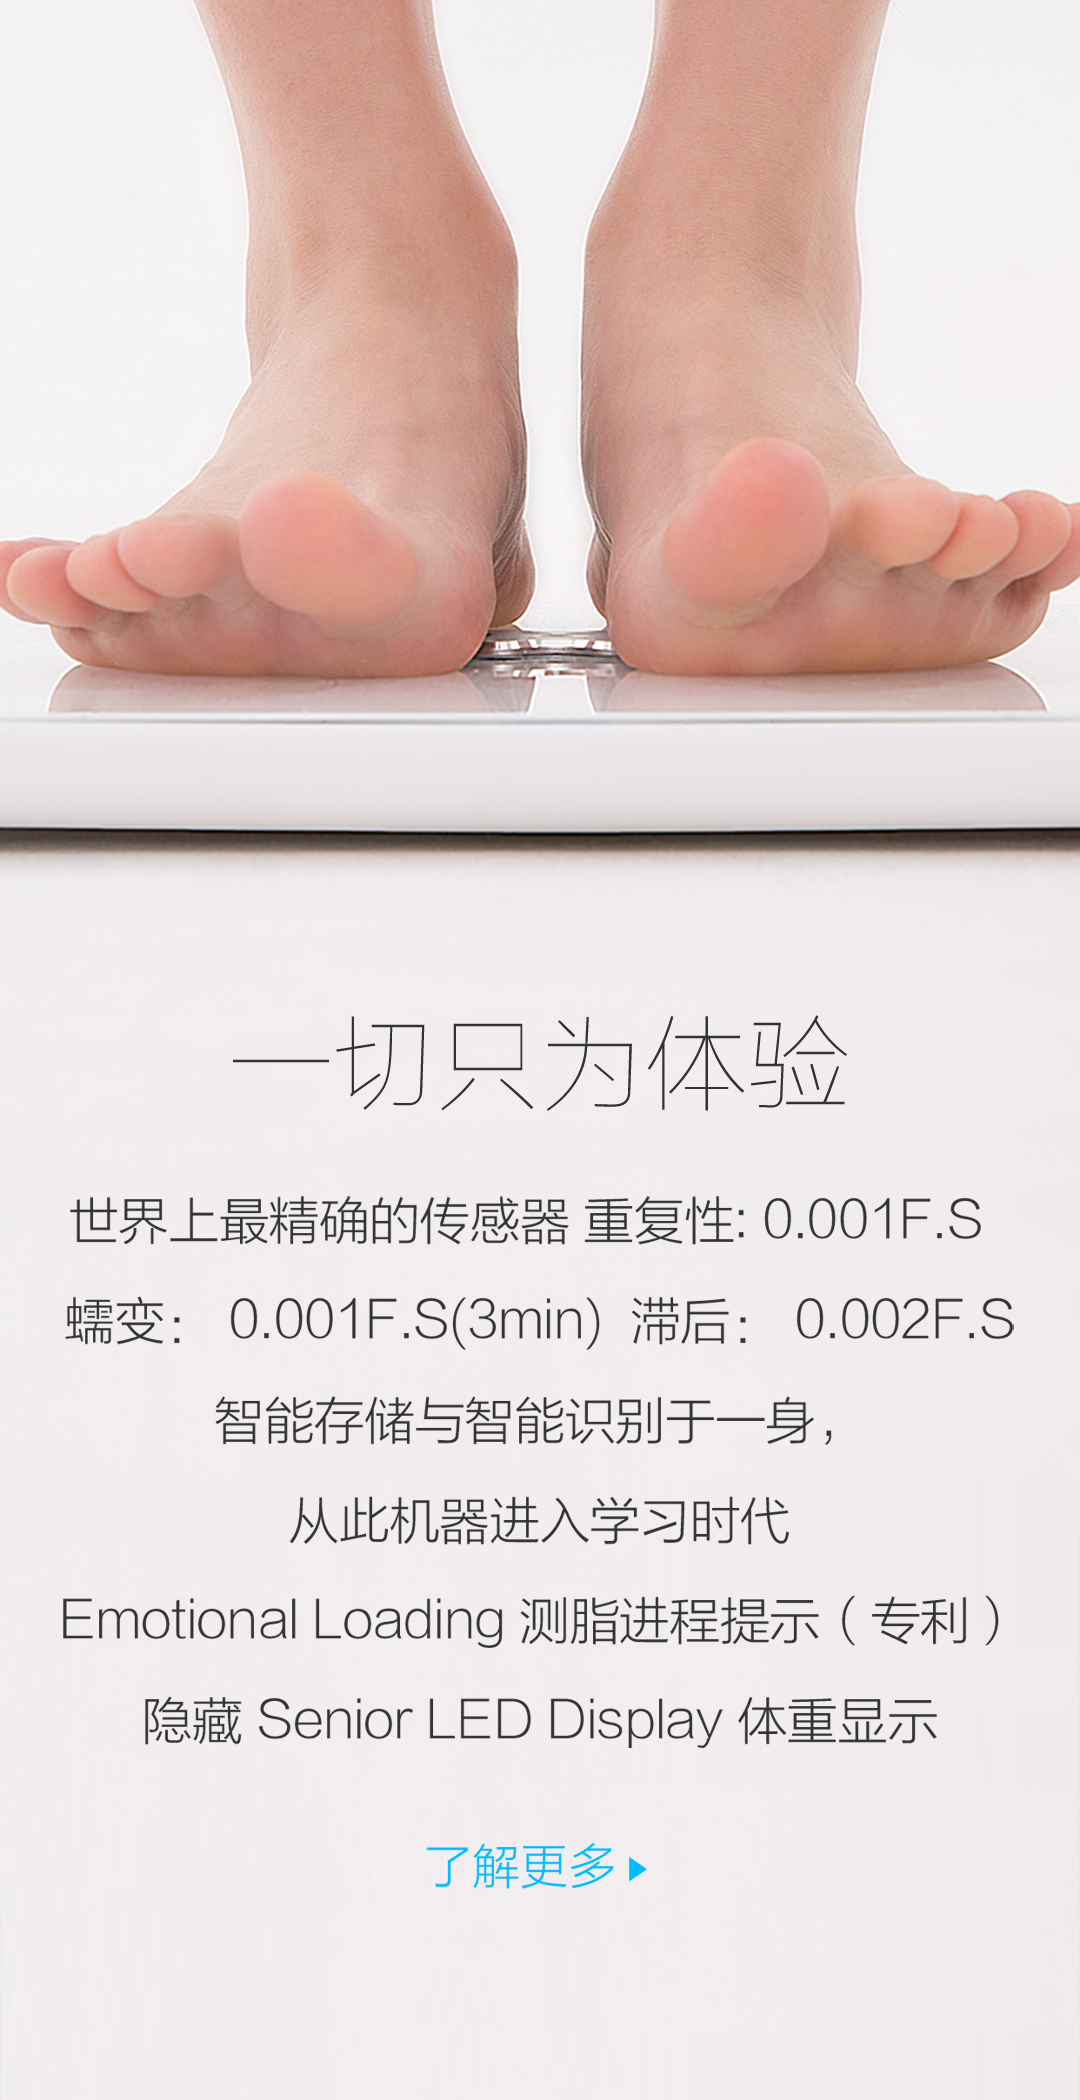 一切只为体验
世界上最精确的传感器 重复性: 0.001F.S
蠕变： 0.001F.S(3min) 滞后： 0.002F.S
智能存储与智能识别于一身，
从此机器进入学习时代
Emotional Loading 测脂进程提示（专利）
隐藏 Senior LED Display 体重显示
了解更多▶